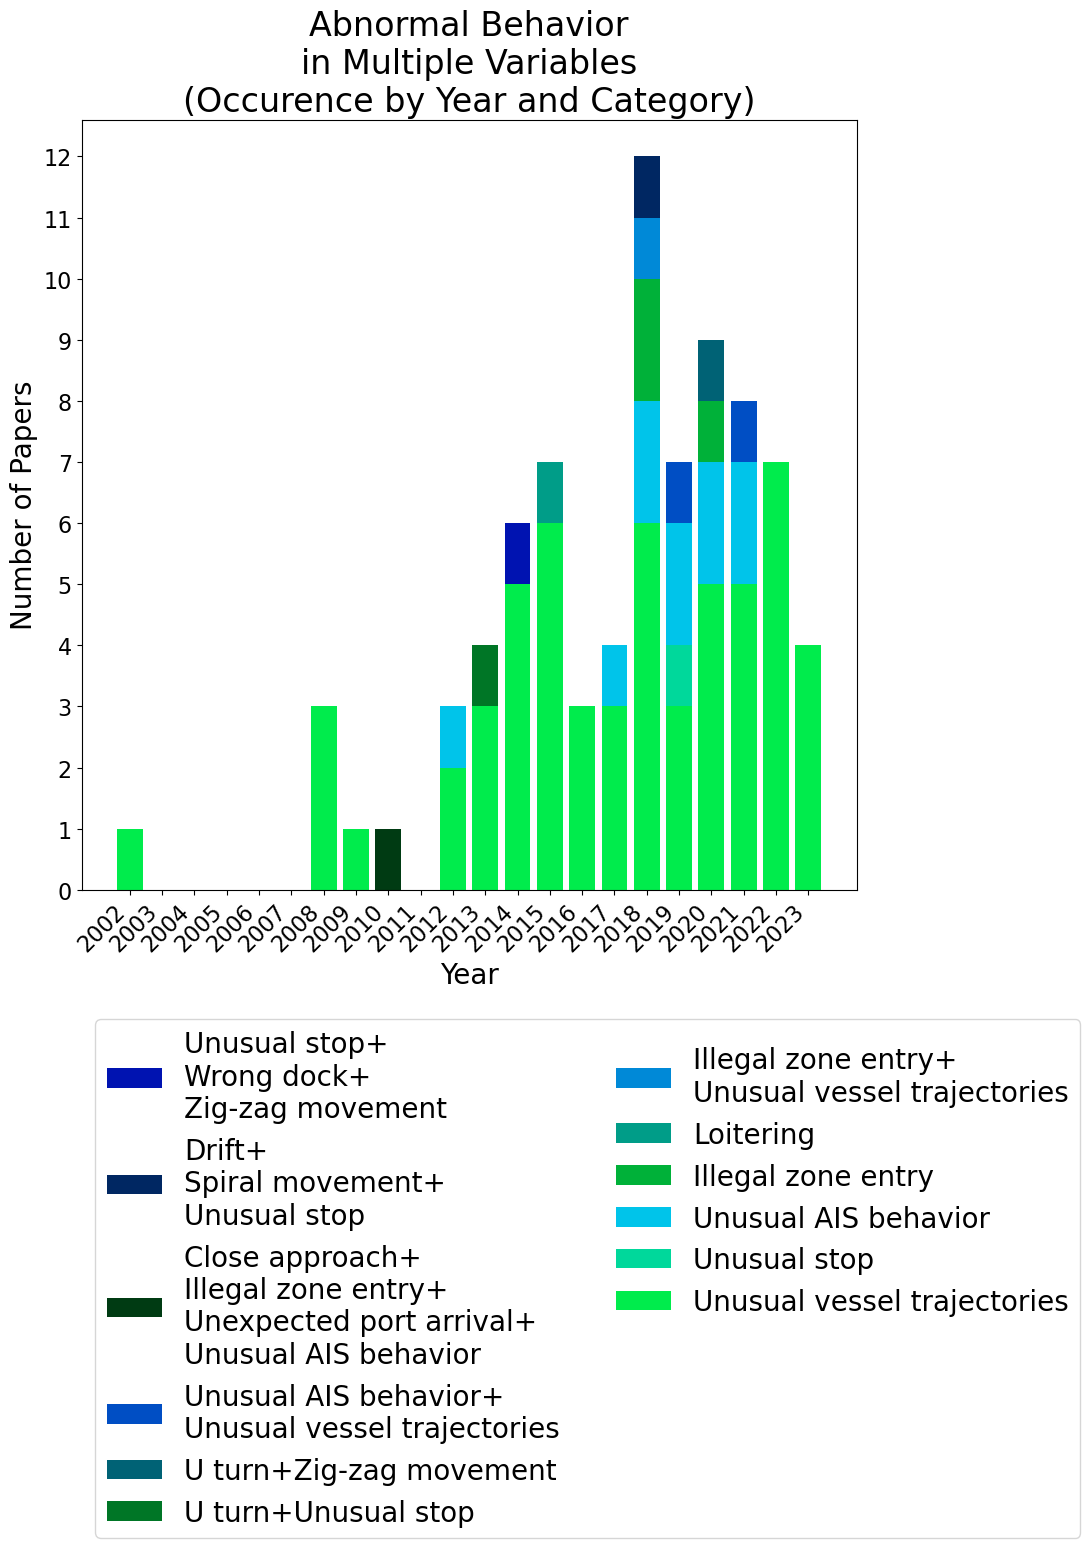 Abnormal Behavior
in Multiple Variables
(Occurence by Year and Category)
12
11
10
9
8
7
6
5
4
3
2
1
0
Number of Papers
2002
2003
2004
2005
2006
2007
2008
2009
2010
2011
2012
2013
2014
2015
2016
2017
2018
2019
2020
2021
2022
2023
Year
Unusual stop+
Wrong dock+
Zig-zag movement
Drift+
Spiral movement+
Unusual stop
Close approach+
Illegal zone entry+
Unexpected port arrival+
Unusual AIS behavior
Unusual AIS behavior+
Unusual vessel trajectories
U turn+Zig-zag movement
U turn+Unusual stop
Illegal zone entry+
Unusual vessel trajectories
Loitering
Illegal zone entry
Unusual AIS behavior
Unusual stop
Unusual vessel trajectories